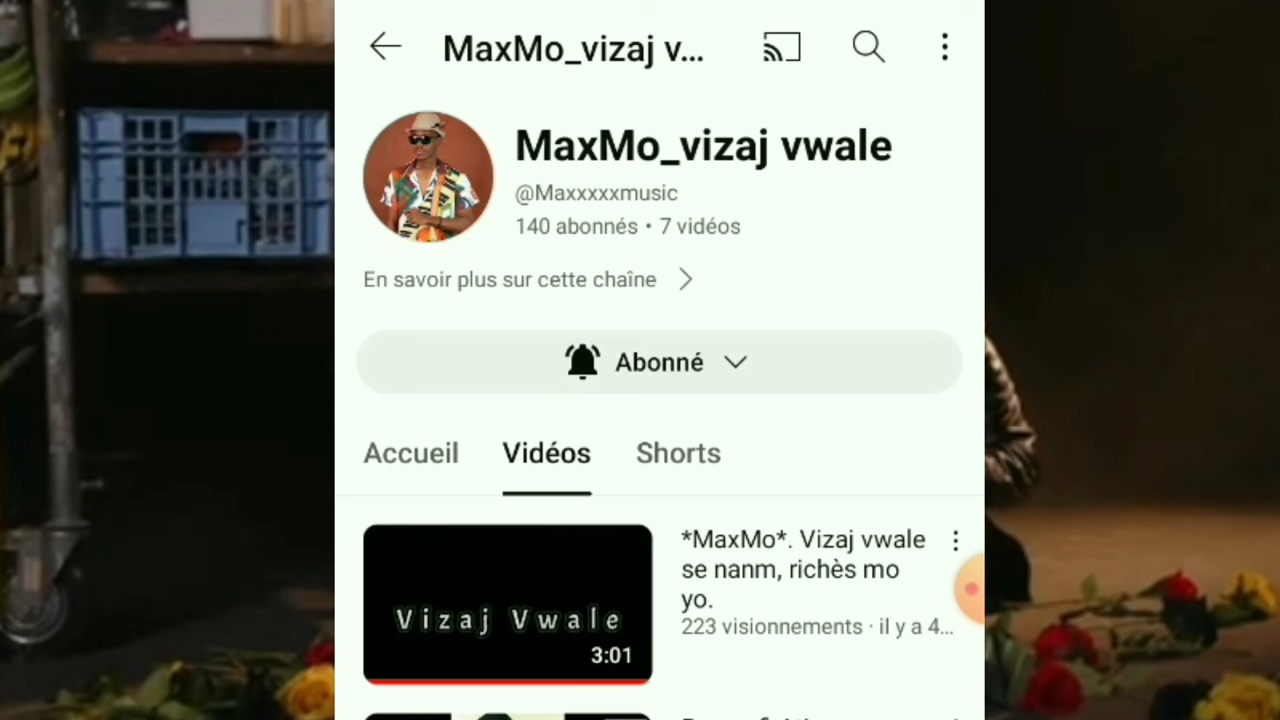 MaxMo_vizaj v...
MaxMo_vizaj vwale
@Maxxxxxmusic
140 abonnés • 7 vidéos
En savoir plus sur cette chaîne
Abonné
Accueil Vidéos Shorts
Vizaj Vwale
3:01
*MaxMo*. Vizaj vwale
se nanm, richès mo
yo.
223 visionnements · il y a 4...